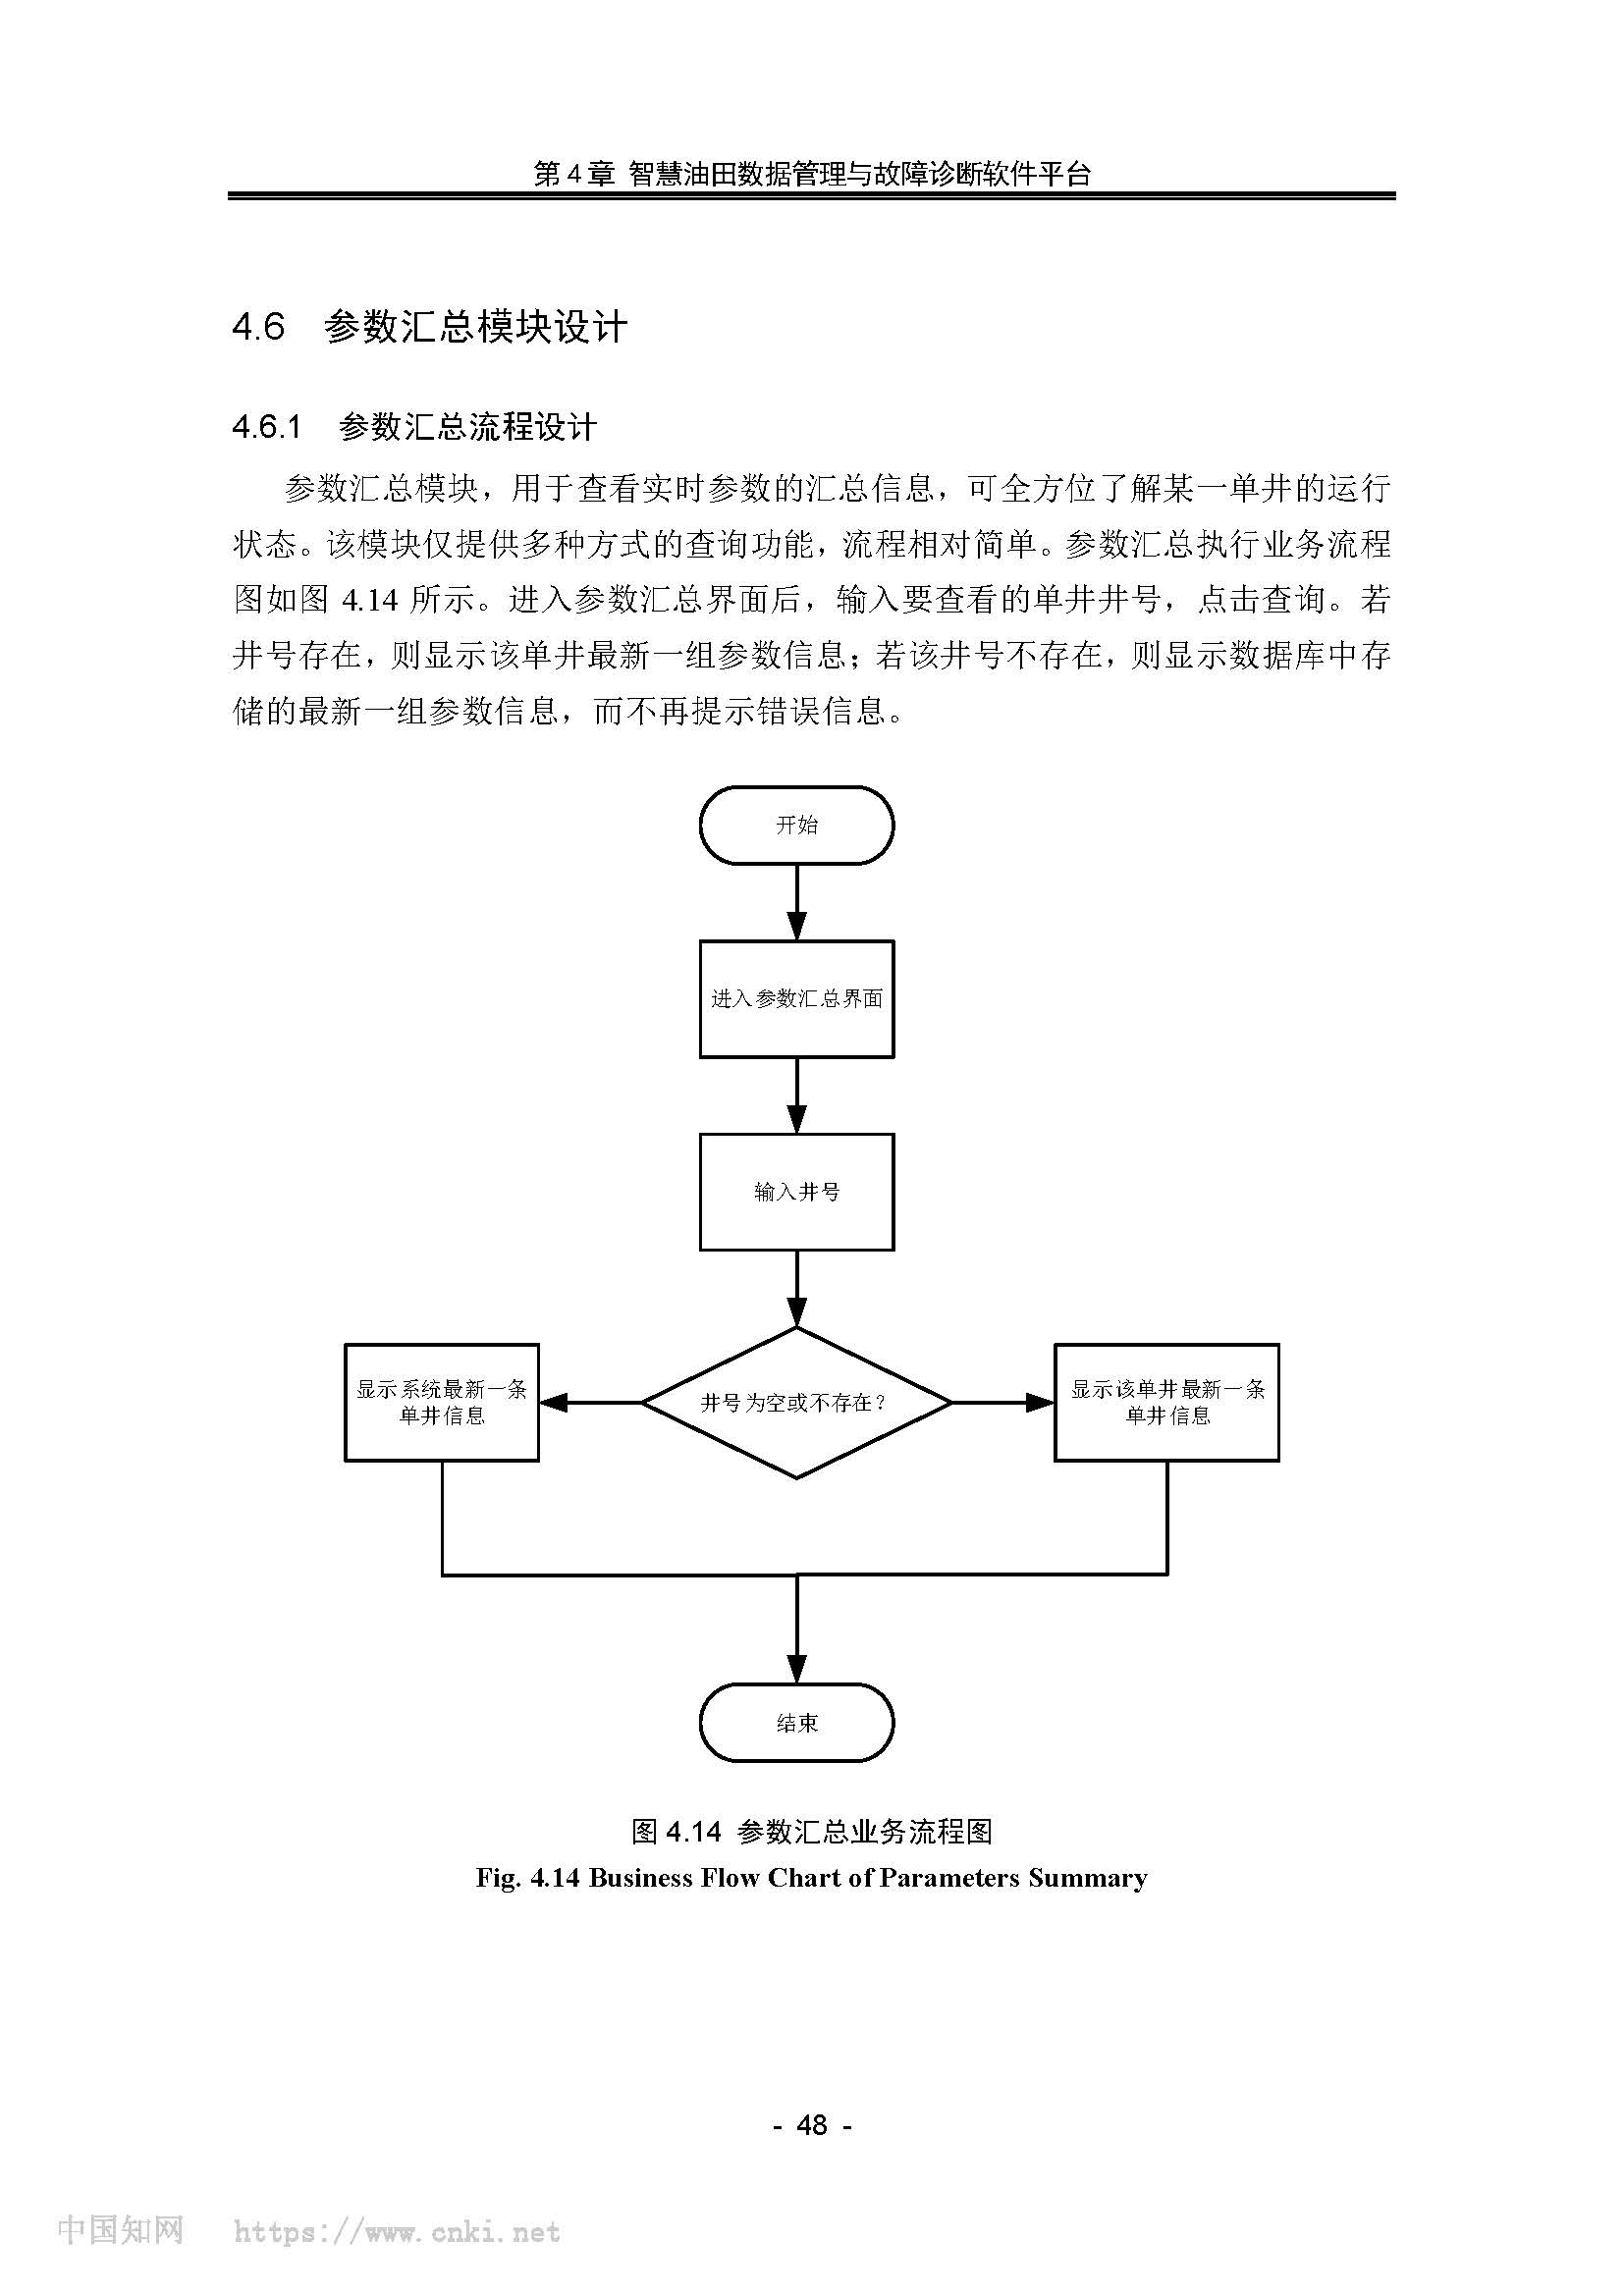 第 4 章 智慧油田数据管理与故障诊断软件平台
4.6 参数汇总模块设计
4.6.1 参数汇总流程设计
参数汇总模块，用于查看实时参数的汇总信息，可全方位了解某一单井的运行
状态。该模块仅提供多种方式的查询功能，流程相对简单。参数汇总执行业务流程
图如图 4.14 所示。进入参数汇总界面后，输入要查看的单井井号，点击查询。若
井号存在，则显示该单井最新一组参数信息；若该井号不存在，则显示数据库中存
储的最新一组参数信息，而不再提示错误信息。
开始
进入参数汇总界面
输入井号
显示系统最新一条
单井信息
井号为空或不存在？
显示该单井最新一条
单井信息
结束
图 4.14 参数汇总业务流程图
Fig. 4.14 Business Flow Chart of Parameters Summary
- 48 -
中国知网 https://www.cnki.net